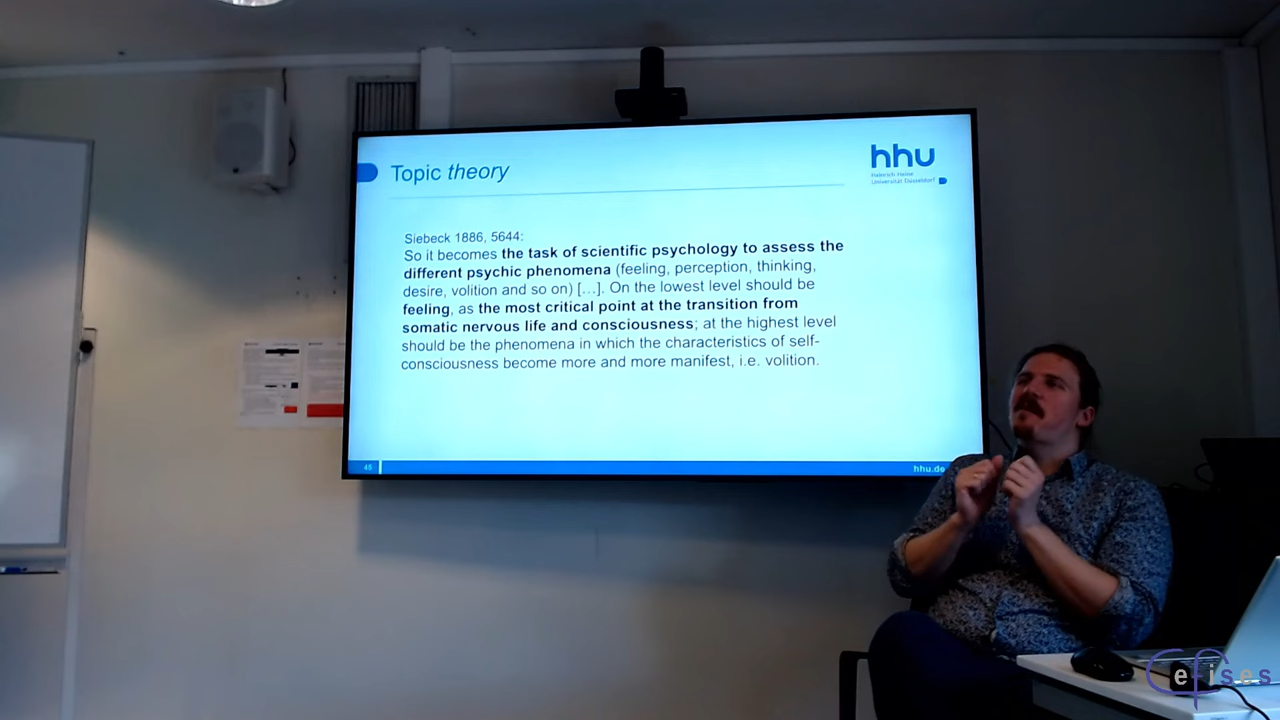 Topic theory
hhu
Heinrich Heine
Universität Düsseldorf
Siebeck 1886, 5644:
So it becomes the task of scientific psychology to assess the
different psychic phenomena (feeling, perception, thinking,
desire, volition and so on) […]. On the lowest level should be
feeling, as the most critical point at the transition from
somatic nervous life and consciousness; at the highest level
should be the phenomena in which the characteristics of self-
consciousness become more and more manifest, i.e. volition.
45
hhu.de
Cefises